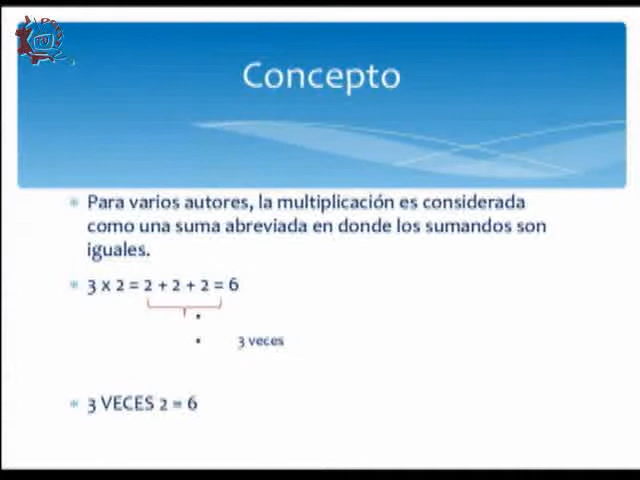 Concepto
Para varios autores, la multiplicación es considerada
como una suma abreviada en donde los sumandos son
iguales.
3 x 2 = 2 + 2 + 2 = 6
3 veces
3 VECES 2 = 6